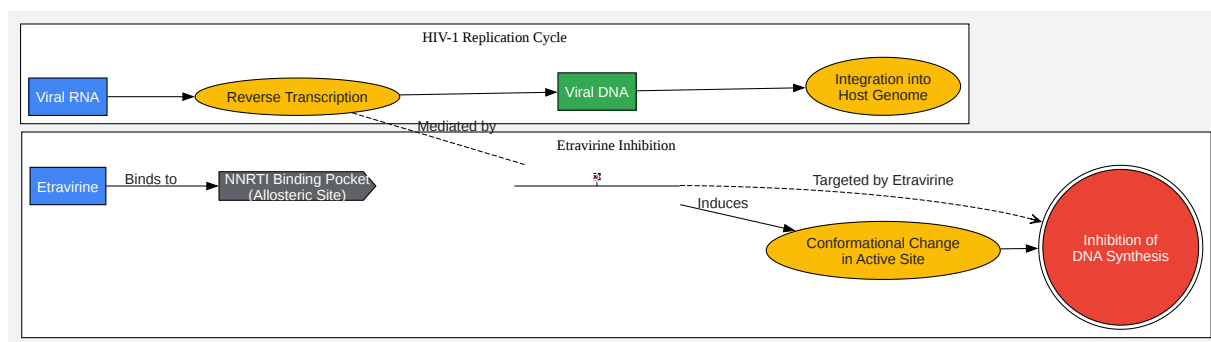 HIV-1 Replication Cycle
Viral RNA
Reverse Transcription
Viral DNA
Integration into
Host Genome
Mediated by
Etravirine Inhibition
Etravirine
Binds to
NNRTI Binding Pocket
(Allosteric Site)
Targeted by Etravirine
Induces
Conformational Change
in Active Site
Inhibition of
DNA Synthesis